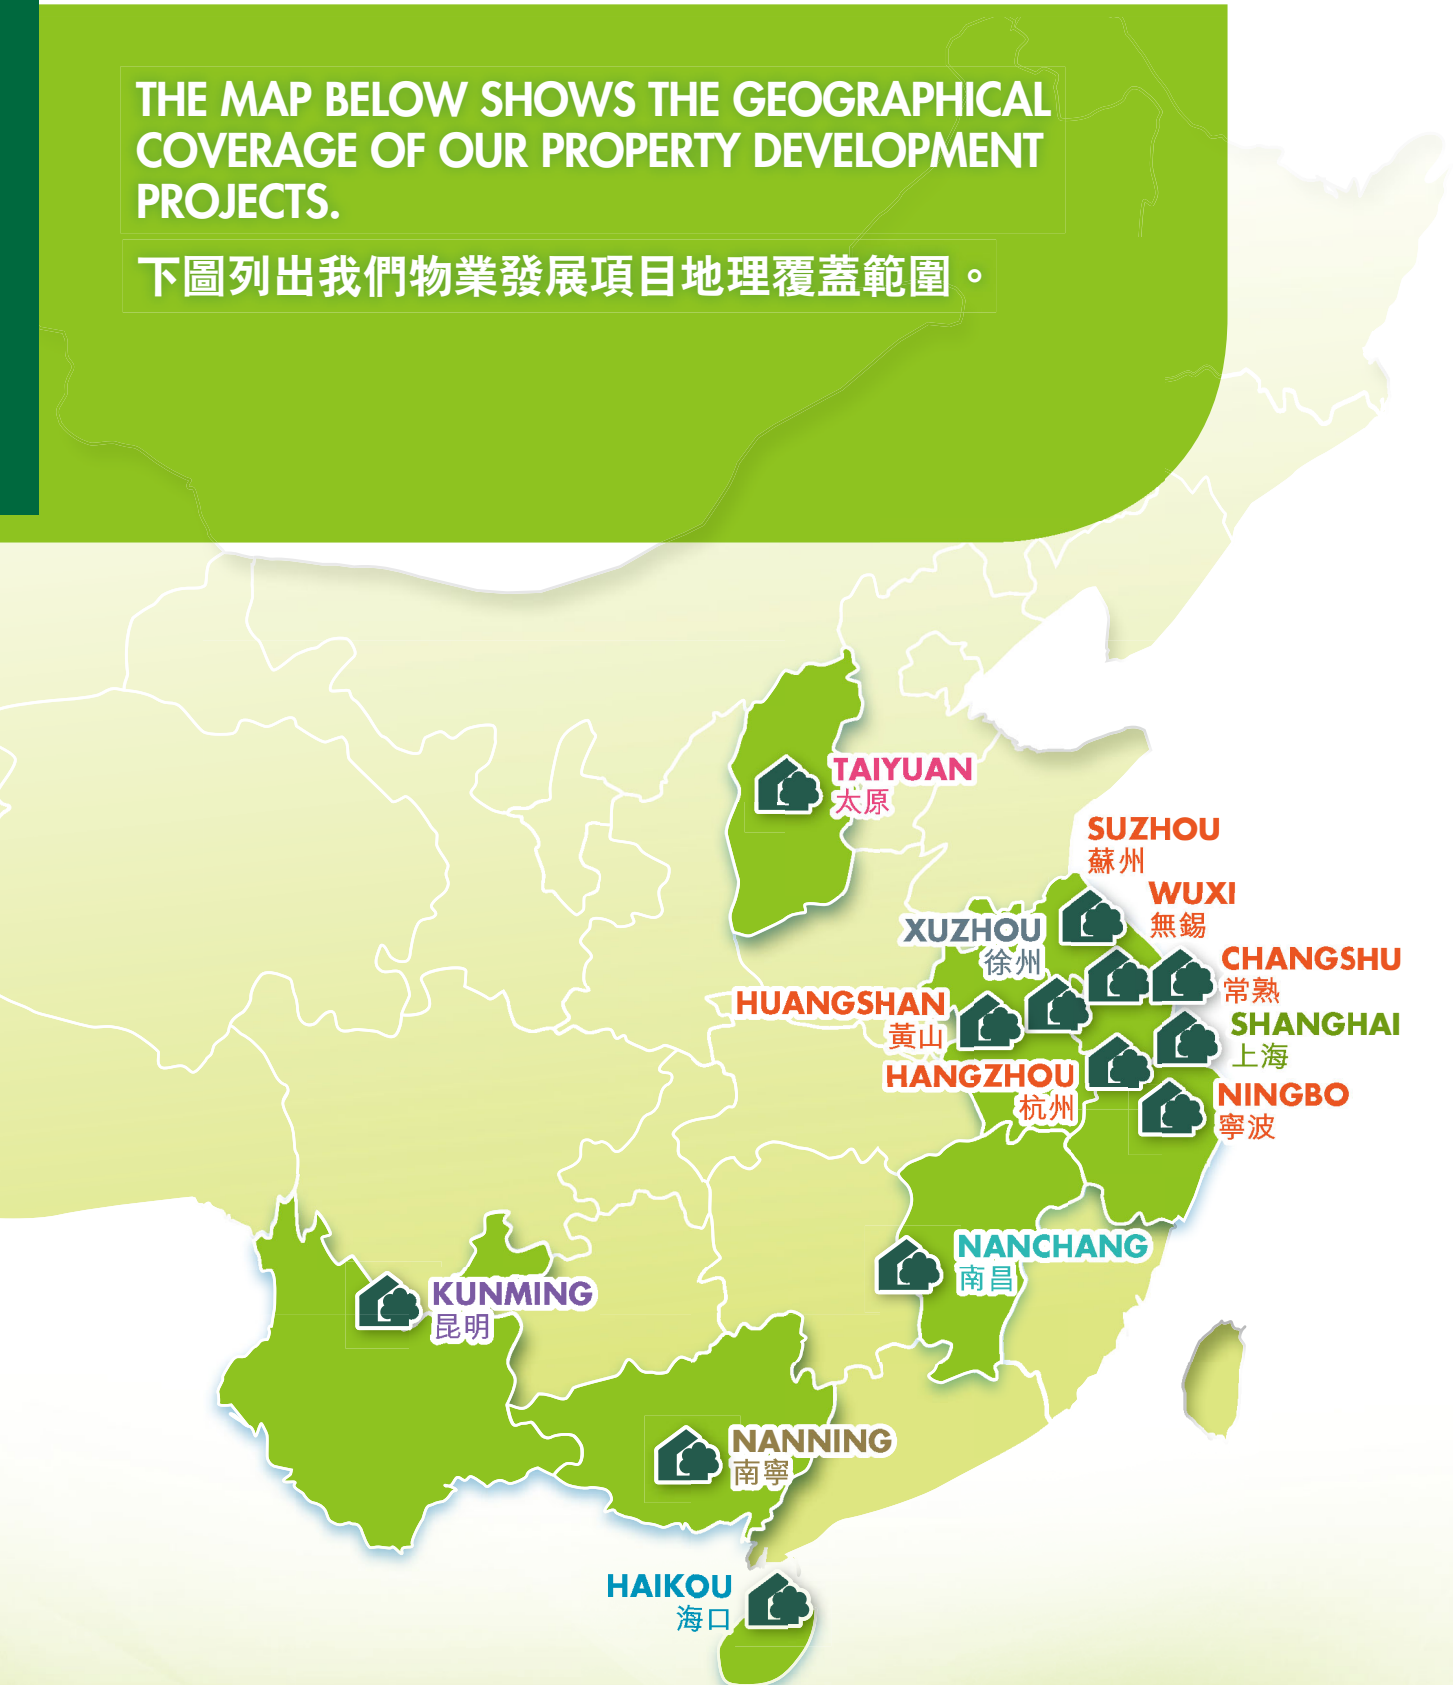 THE MAP BELOW SHOWS THE GEOGRAPHICAL
COVERAGE OF OUR PROPERTY DEVELOPMENT
PROJECTS.
下圖列出我們物業發展項目地理覆蓋範圍。
TAIYUAN
太原
SUZHOU
蘇州
WUXI
無錫
XUZHOU
徐州
CHANGSHU
常熟
HUANGSHAN
黃山
SHANGHAI
上海
HANGZHOU
杭州
NINGBO
寧波
NANCHANG
南昌
KUNMING
昆明
NANNING
南寧
HAIKOU
海口